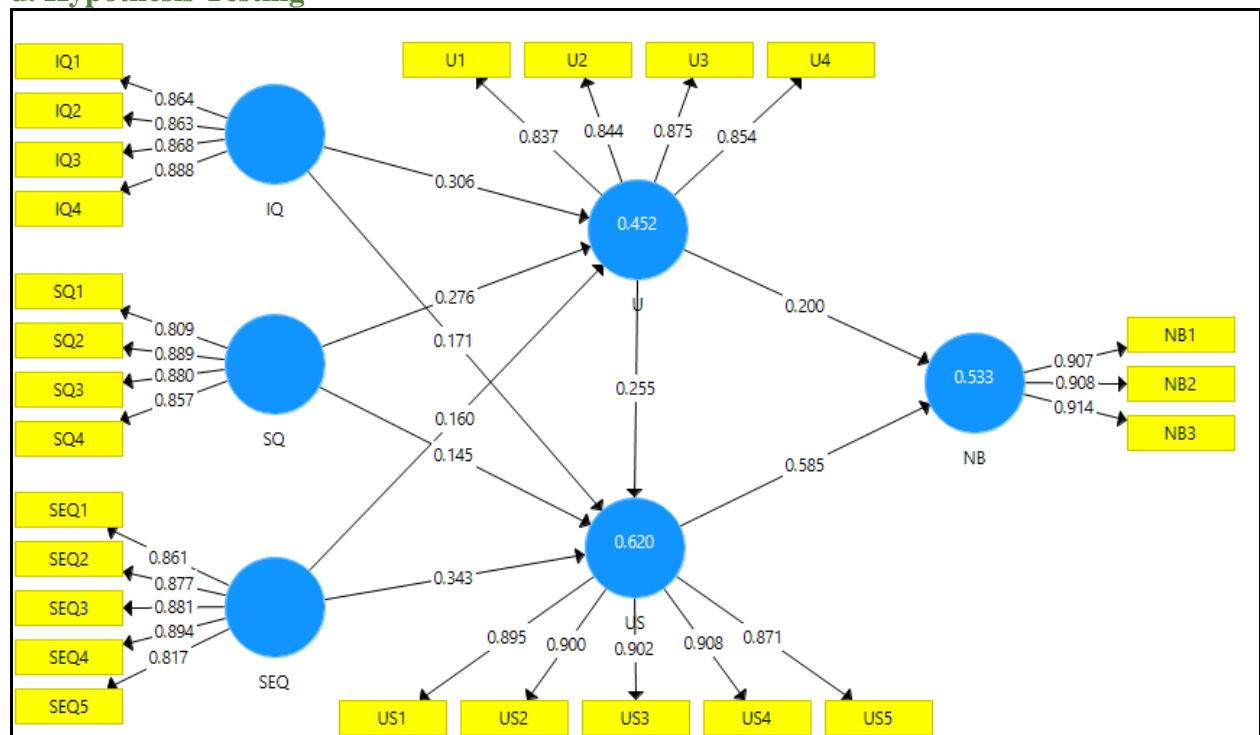 d. Hypothesis Testing
IQ1
IQ2
IQ3
IQ4
0.864
0.863
0.868
0.888
IQ
SQ1
SQ2
SQ3
SQ4
0.809
0.889
0.880
0.857
SQ
SEQ1
SEQ2
SEQ3
SEQ4
SEQ5
0.861
0.877
0.881
0.894
0.817
SEQ
U1
U2
U3
U4
0.837
0.844
0.875
0.854
0.306
0.276
0.171
0.160
0.145
0.343
0.452
U
0.255
0.620
US
0.895
0.900
0.902
0.908
0.871
US1
US2
US3
US4
US5
0.200
0.585
0.533
NB
0.907
0.908
0.914
NB1
NB2
NB3